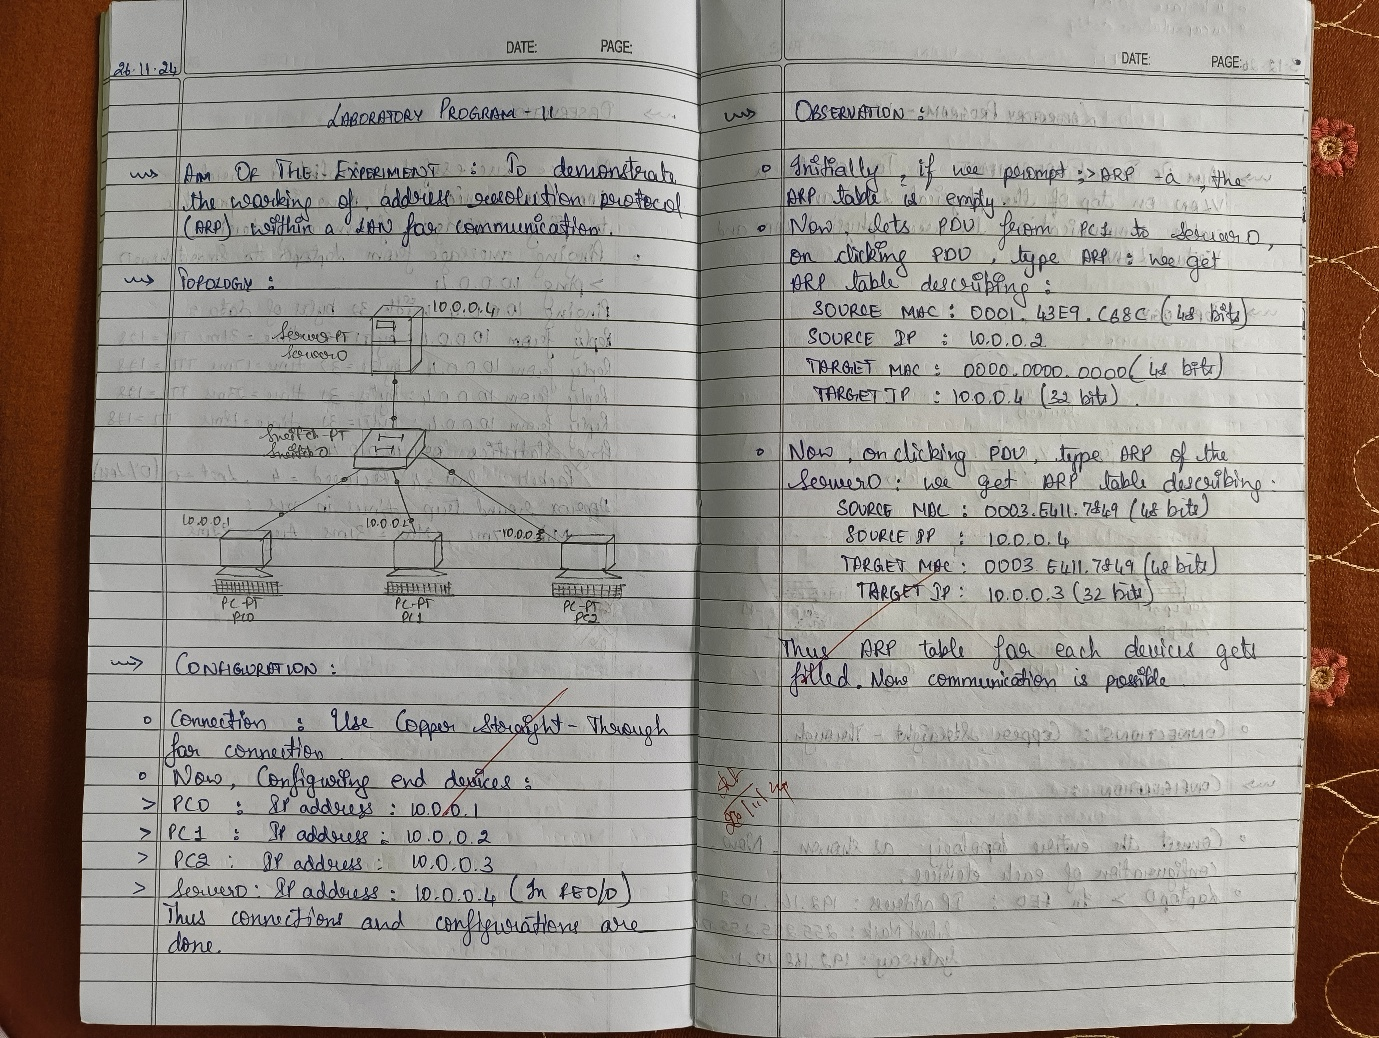 DATE: PAGE:
26.11.24
LABORATORY PROGRAM - 11
AIM OF THE EXPERIMENT : To demonstrate
the working of address resolution protocol
(ARP) within a LAN for communication.
TOPOLOGY :
10.0.0.4
Server-PT
Server0
Switch-PT
Switch0
10.0.0.1
10.0.0.2
10.0.0.3
PC-PT
PC0
PC-PT
PC1
PC-PT
PC2
CONFIGURATION :
Connection : Use Copper Straight - Through
for connection
Now, Configuring end devices :
> PC0 : IP address : 10.0.0.1
> PC1 : IP address : 10.0.0.2
> PC2 : IP address : 10.0.0.3
> Server0 : IP address : 10.0.0.4 (In FE0/0)
Thus connections and configurations are
done.
DATE: PAGE:
OBSERVATION :
Initially, if we prompt :> ARP -a, the
ARP table is empty.
Now, lets PDU from PC1 to Server0,
on clicking PDU, type ARP : we get
ARP table describing :
SOURCE MAC : 0001.43E9.C68C (48 bits)
SOURCE IP : 10.0.0.2
TARGET MAC : 0000.0000.0000 (48 bits)
TARGET IP : 10.0.0.4 (32 bits).
Now, on clicking PDU, type ARP of the
Server0 : we get ARP table describing :
SOURCE MAC : 0003.E411.7849 (48 bits)
SOURCE IP : 10.0.0.4
TARGET MAC : 0003.E411.7849 (48 bits)
TARGET IP : 10.0.0.3 (32 bits)
Thus ARP table for each devices gets
filled. Now communication is possible